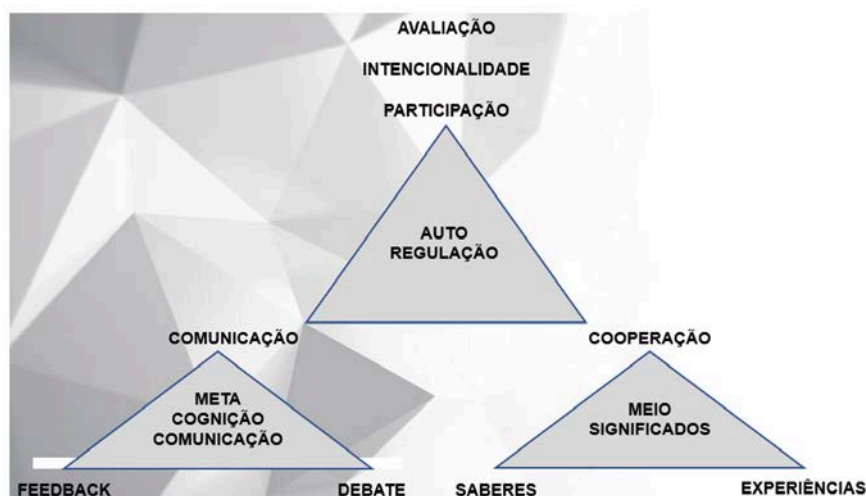 AVALIAÇÃO
INTENCIONALIDADE
PARTICIPAÇÃO
AUTO
REGULAÇÃO
COMUNICAÇÃO
COOPERAÇÃO
META
COGNIÇÃO
COMUNICAÇÃO
MEIO
SIGNIFICADOS
FEEDBACK
DEBATE
SABERES
EXPERIÊNCIAS